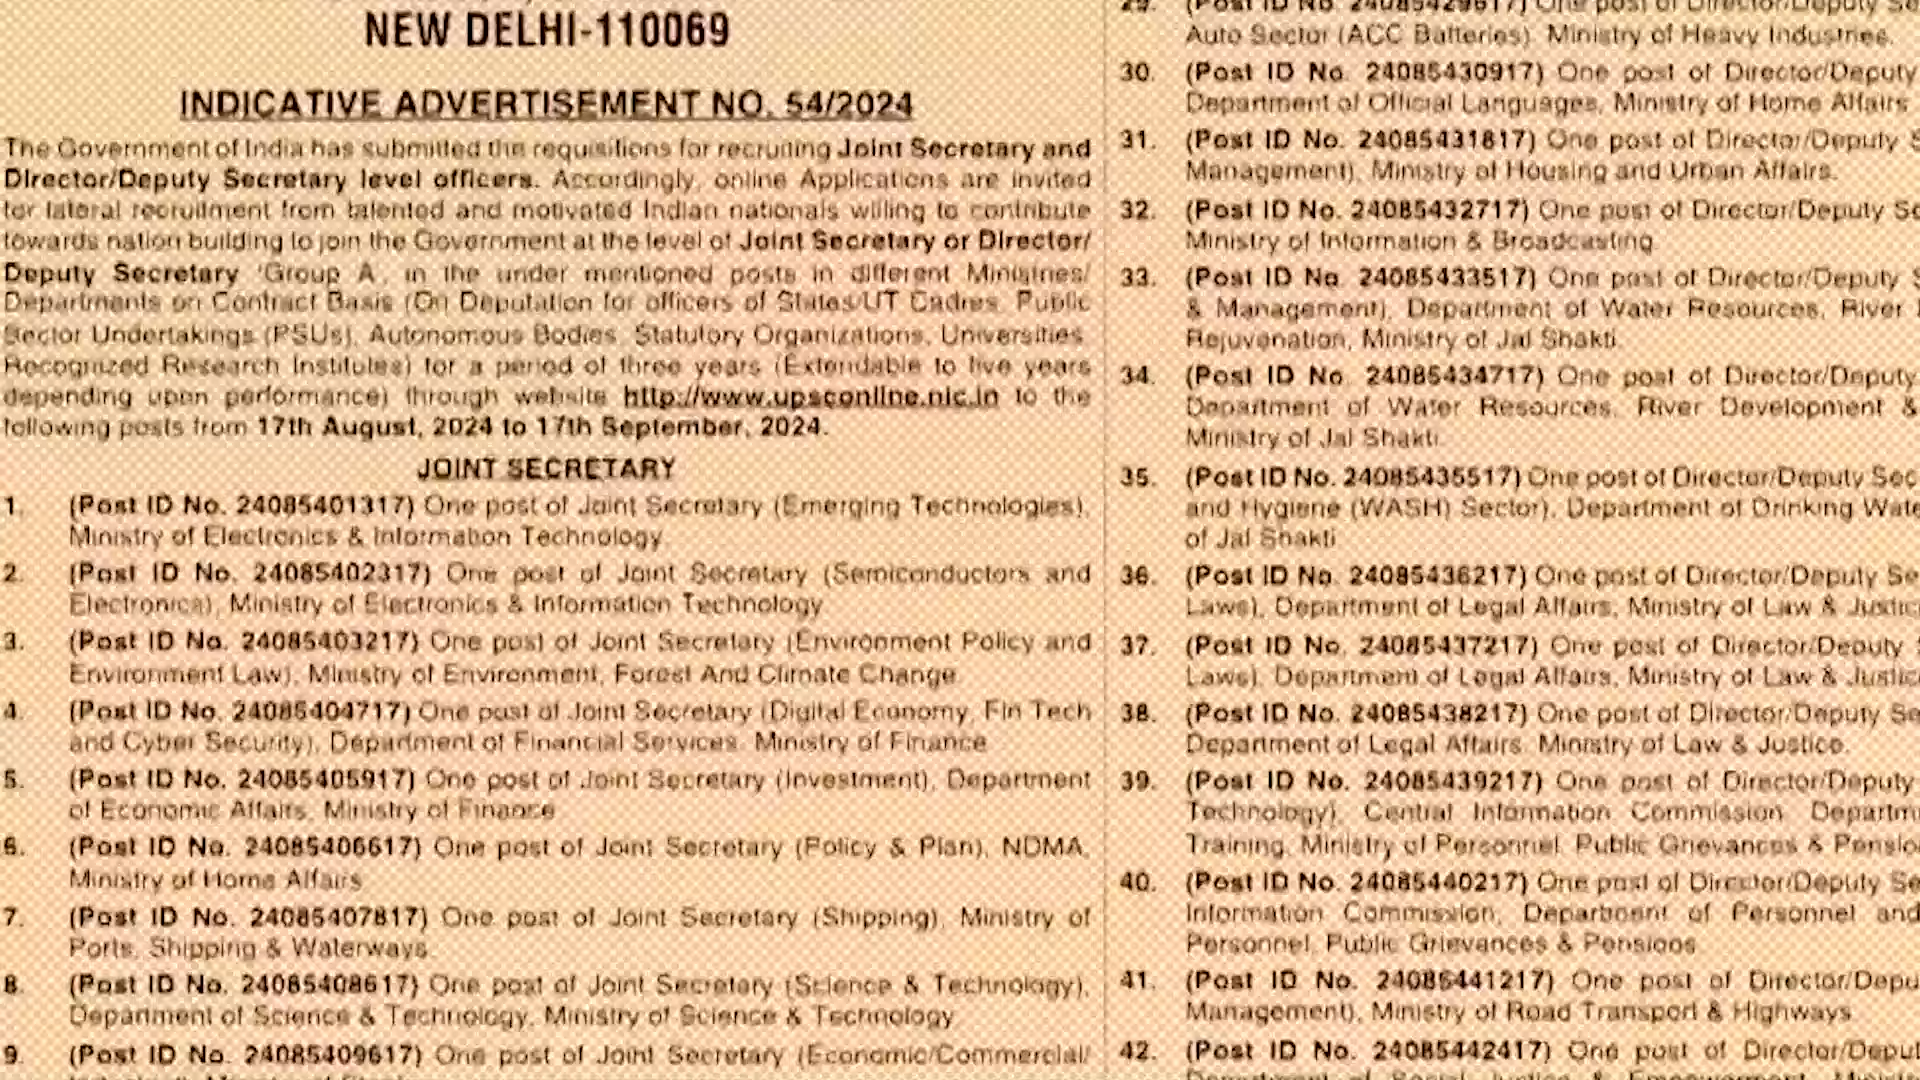 NEW DELHI-110069
INDICATIVE ADVERTISEMENT NO. 54/2024
The Government of India has submitted the requisitions for recruiting Joint Secretary and
Director/Deputy Secretary level officers. Accordingly, online Applications are invited
for lateral recruitment from talented and motivated Indian nationals willing to contribute
towards nation building to join the Government at the level of Joint Secretary or Director/
Deputy Secretary 'Group A', in the under mentioned posts in different Ministries/
Departments on Contract Basis (On Deputation for officers of States/UT Cadres, Public
Sector Undertakings (PSUs), Autonomous Bodies, Statutory Organizations, Universities,
Recognized Research Institutes) for a period of three years (Extendable to five years
depending upon performance) through website http://www.upsconline.nic.in to the
following posts from 17th August, 2024 to 17th September, 2024.
JOINT SECRETARY
1. (Post ID No. 24085401317) One post of Joint Secretary (Emerging Technologies),
Ministry of Electronics & Information Technology
2. (Post ID No. 24085402317) One post of Joint Secretary (Semiconductors and
Electronics), Ministry of Electronics & Information Technology
3. (Post ID No. 24085403217) One post of Joint Secretary (Environment Policy and
Environment Law), Ministry of Environment, Forest And Climate Change
4. (Post ID No. 24085404717) One post of Joint Secretary (Digital Economy, Fin Tech
and Cyber Security), Department of Financial Services, Ministry of Finance
5. (Post ID No. 24085405917) One post of Joint Secretary (Investment), Department
of Economic Affairs, Ministry of Finance
6. (Post ID No. 24085406617) One post of Joint Secretary (Policy & Plan), NDMA,
Ministry of Home Affairs
7. (Post ID No. 24085407817) One post of Joint Secretary (Shipping), Ministry of
Ports, Shipping & Waterways.
8. (Post ID No. 24085408617) One post of Joint Secretary (Science & Technology),
Department of Science & Technology, Ministry of Science & Technology
9. (Post ID No. 24085409617) One post of Joint Secretary (Economic/Commercial/
29. (Post ID No. 24085429617) One post of Director/Deputy Se
Auto Sector (ACC Batteries), Ministry of Heavy Industries.
30. (Post ID No. 24085430917) One post of Director/Deputy
Department of Official Languages, Ministry of Home Affairs
31. (Post ID No. 24085431817) One post of Director/Deputy S
Management), Ministry of Housing and Urban Affairs.
32. (Post ID No. 24085432717) One post of Director/Deputy Se
Ministry of Information & Broadcasting
33. (Post ID No. 24085433517) One post of Director/Deputy S
& Management), Department of Water Resources, River
Rejuvenation, Ministry of Jal Shakti.
34. (Post ID No. 24085434717) One post of Director/Deputy
Department of Water Resources, River Development &
Ministry of Jal Shakti.
35. (Post ID No. 24085435517) One post of Director/Deputy Sec
and Hygiene (WASH) Sector), Department of Drinking Wate
of Jal Shakti
36. (Post ID No. 24085436217) One post of Director/Deputy Se
Laws), Department of Legal Affairs, Ministry of Law & Justic
37. (Post ID No. 24085437217) One post of Director/Deputy S
Laws), Department of Legal Affairs, Ministry of Law & Justic
38. (Post ID No. 24085438217) One post of Director/Deputy Se
Department of Legal Affairs, Ministry of Law & Justice.
39. (Post ID No. 24085439217) One post of Director/Deputy
Technology), Central Information Commission, Departm
Training, Ministry of Personnel, Public Grievances & Pensio
40. (Post ID No. 24085440217) One post of Director/Deputy Se
Information Commission, Department of Personnel and
Personnel, Public Grievances & Pensions
41. (Post ID No. 24085441217) One post of Director/Depu
Management), Ministry of Road Transport & Highways
42. (Post ID No. 24085442417) One post of Director/Deput
Department of Social Justice & Empowerment